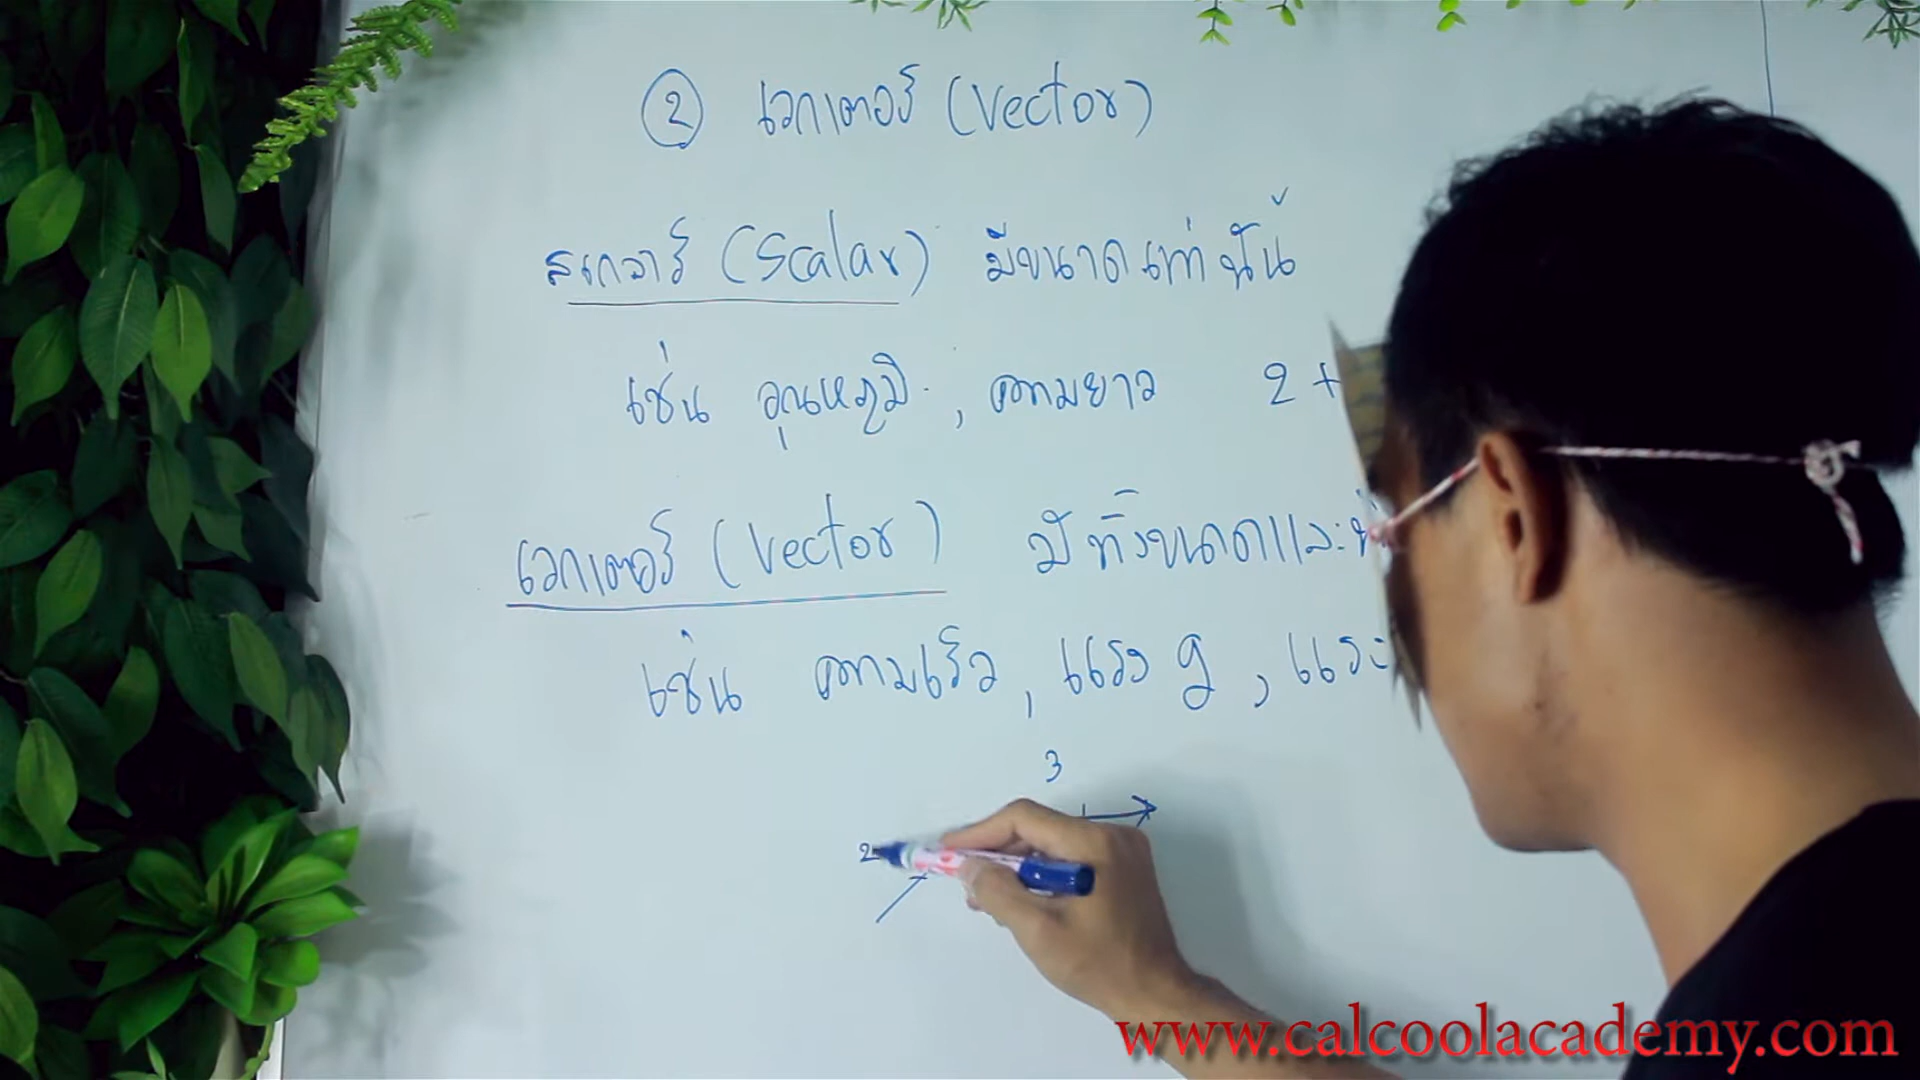 ② เวกเตอร์ (Vector)
สเกลาร์ (Scalar) มีขนาดเท่านั้น
เช่น อุณหภูมิ , ความยาว 2 +
เวกเตอร์ (Vector) มีทั้งขนาดและ
เช่น ความเร็ว , แรง g , แรง
3
2
www.calcoolacademy.com